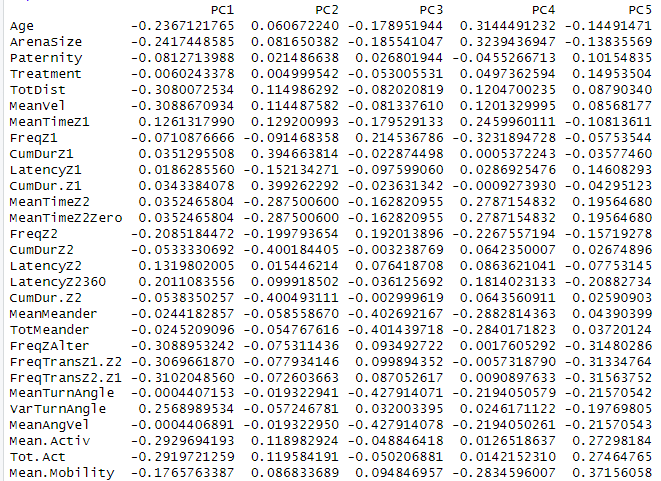 PC1 PC2 PC3 PC4 PC5
Age -0.2367121765 0.060672240 -0.178951944 0.3144491232 -0.14491471
ArenaSize -0.2417448585 0.081650382 -0.185541047 0.3239436947 -0.13835569
Paternity -0.0812713988 0.021486638 0.026801944 -0.0455266713 0.10154835
Treatment -0.0060243378 0.004999542 -0.053005531 0.0497362594 0.14953504
TotDist -0.3080072534 0.114986292 -0.082020819 0.1204700235 0.08790340
MeanVel -0.3088670934 0.114487582 -0.081337610 0.1201329995 0.08568177
MeanTimeZ1 0.1261317990 0.129200993 -0.179529133 0.2459960111 -0.10813611
FreqZ1 -0.0710876666 -0.091468358 0.214536786 -0.3231894728 -0.05753544
CumDurZ1 0.0351295508 0.394663814 -0.022874498 0.0005372243 -0.03577460
LatencyZ1 0.0186285560 -0.152134271 -0.097599060 0.0286925476 0.14608293
CumDur.Z1 0.0343384078 0.399262292 -0.023631342 -0.0009273930 -0.04295123
MeanTimeZ2 0.0352465804 -0.287500600 -0.162820955 0.2787154832 0.19564680
MeanTimeZ2Zero 0.0352465804 -0.287500600 -0.162820955 0.2787154832 0.19564680
FreqZ2 -0.2085184472 -0.199793654 0.192013896 -0.2267557194 -0.15719278
CumDurZ2 -0.0533330692 -0.400184405 -0.003238769 0.0642350007 0.02674896
LatencyZ2 0.1319802005 0.015446214 0.076418708 0.0863621041 -0.07753145
LatencyZ2360 0.2011083556 0.099918502 -0.036125692 0.1814023133 -0.20882734
CumDur.Z2 -0.0538350257 -0.400493111 -0.002999619 0.0643560911 0.02590903
MeanMeander -0.0244182857 -0.058558670 -0.402692167 -0.2882814363 0.04390399
TotMeander -0.0245209096 -0.054767616 -0.401439718 -0.2840171823 0.03720124
FreqZAlter -0.3088953242 -0.075311436 0.093492722 0.0017605292 -0.31480286
FreqTransZ1.Z2 -0.3069661870 -0.077934146 0.099894352 -0.0057318790 -0.31334764
FreqTransZ2.Z1 -0.3102048560 -0.072603663 0.087052617 0.0090897633 -0.31563752
MeanTurnAngle -0.0004407153 -0.019322941 -0.427914071 -0.2194050579 -0.21570542
VarTurnAngle 0.2568989534 -0.057246781 0.032003395 0.0246171122 -0.19769805
MeanAngVel -0.0004406891 -0.019322950 -0.427914078 -0.2194050261 -0.21570543
Mean.Activ -0.2929694193 0.118982924 -0.048846418 0.0126518637 0.27298184
Tot.Act -0.2919721259 0.119584191 -0.050206881 0.0142152310 0.27464765
Mean.Mobility -0.1765763387 0.086833689 0.094846957 -0.2834596007 0.37156058